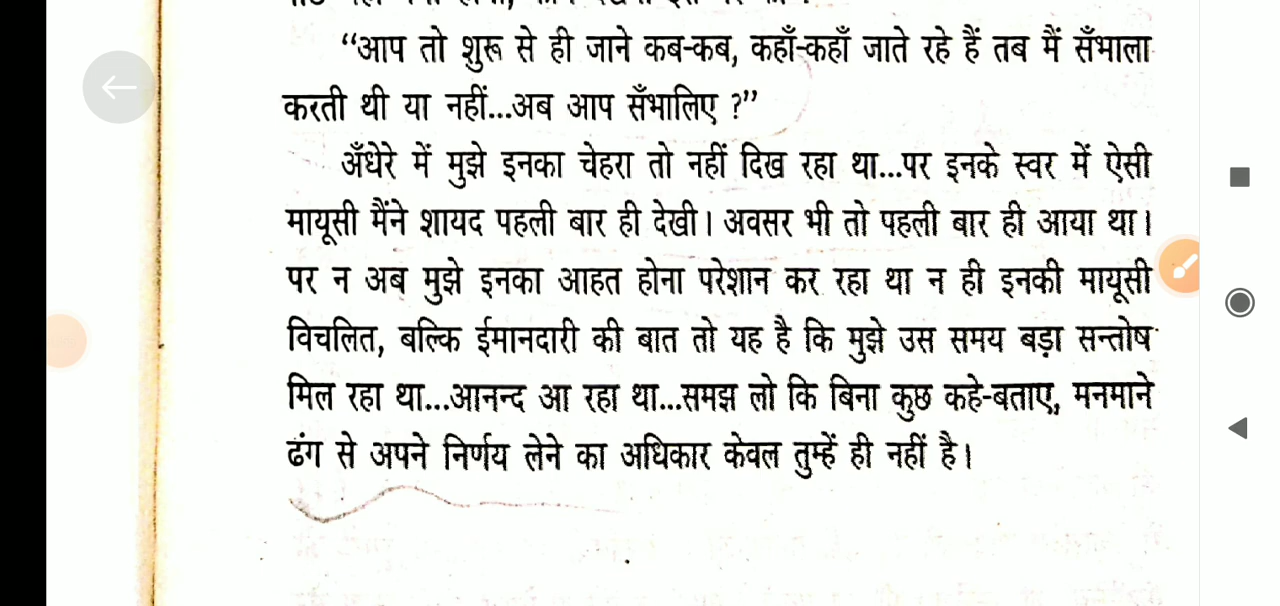 “आप तो शुरू से ही जाने कब-कब, कहाँ-कहाँ जाते रहे हैं तब मैं सँभाला
करती थी या नहीं...अब आप सँभालिए ?”
अँधेरे में मुझे इनका चेहरा तो नहीं दिख रहा था...पर इनके स्वर में ऐसी
मायूसी मैंने शायद पहली बार ही देखी। अवसर भी तो पहली बार ही आया था।
पर न अब मुझे इनका आहत होना परेशान कर रहा था न ही इनकी मायूसी
विचलित, बल्कि ईमानदारी की बात तो यह है कि मुझे उस समय बड़ा सन्तोष
मिल रहा था...आनन्द आ रहा था...समझ लो कि बिना कुछ कहे-बताए, मनमाने
ढंग से अपने निर्णय लेने का अधिकार केवल तुम्हें ही नहीं है।